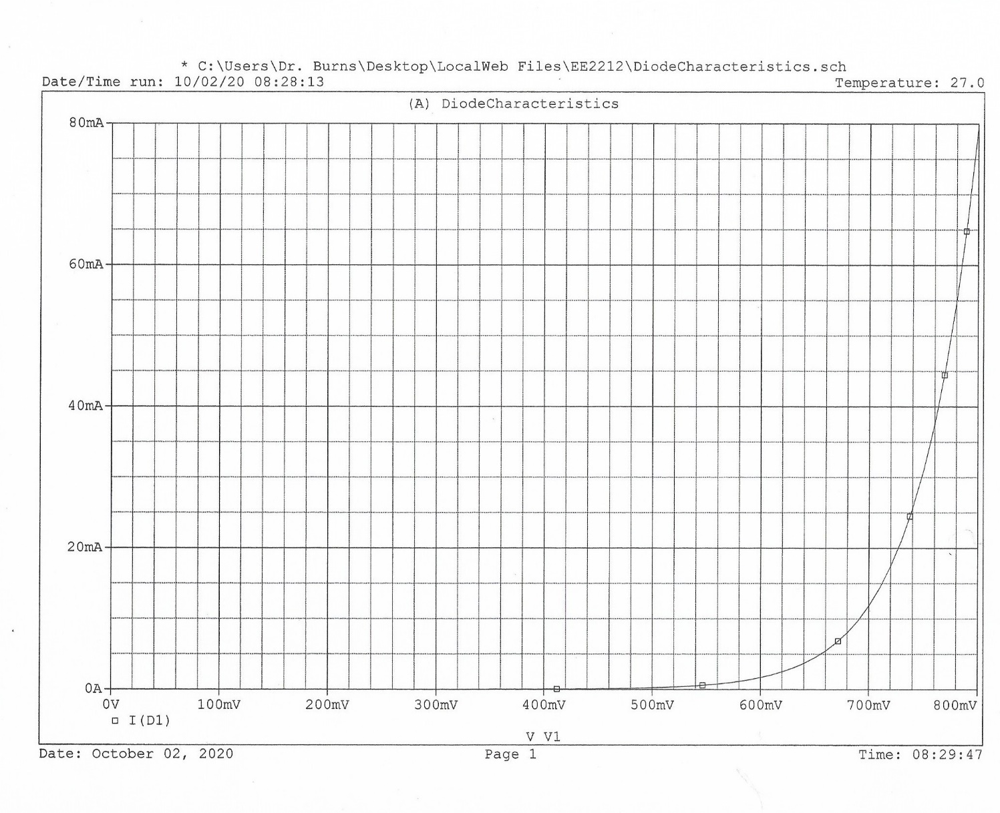 * C:\Users\Dr. Burns\Desktop\LocalWeb Files\EE2212\DiodeCharacteristics.sch
Date/Time run: 10/02/20 08:28:13 Temperature: 27.0
(A) DiodeCharacteristics
80mA
60mA
40mA
20mA
0A
0V 100mV 200mV 300mV 400mV 500mV 600mV 700mV 800mV
I(D1)
V V1
Date: October 02, 2020 Page 1 Time: 08:29:47